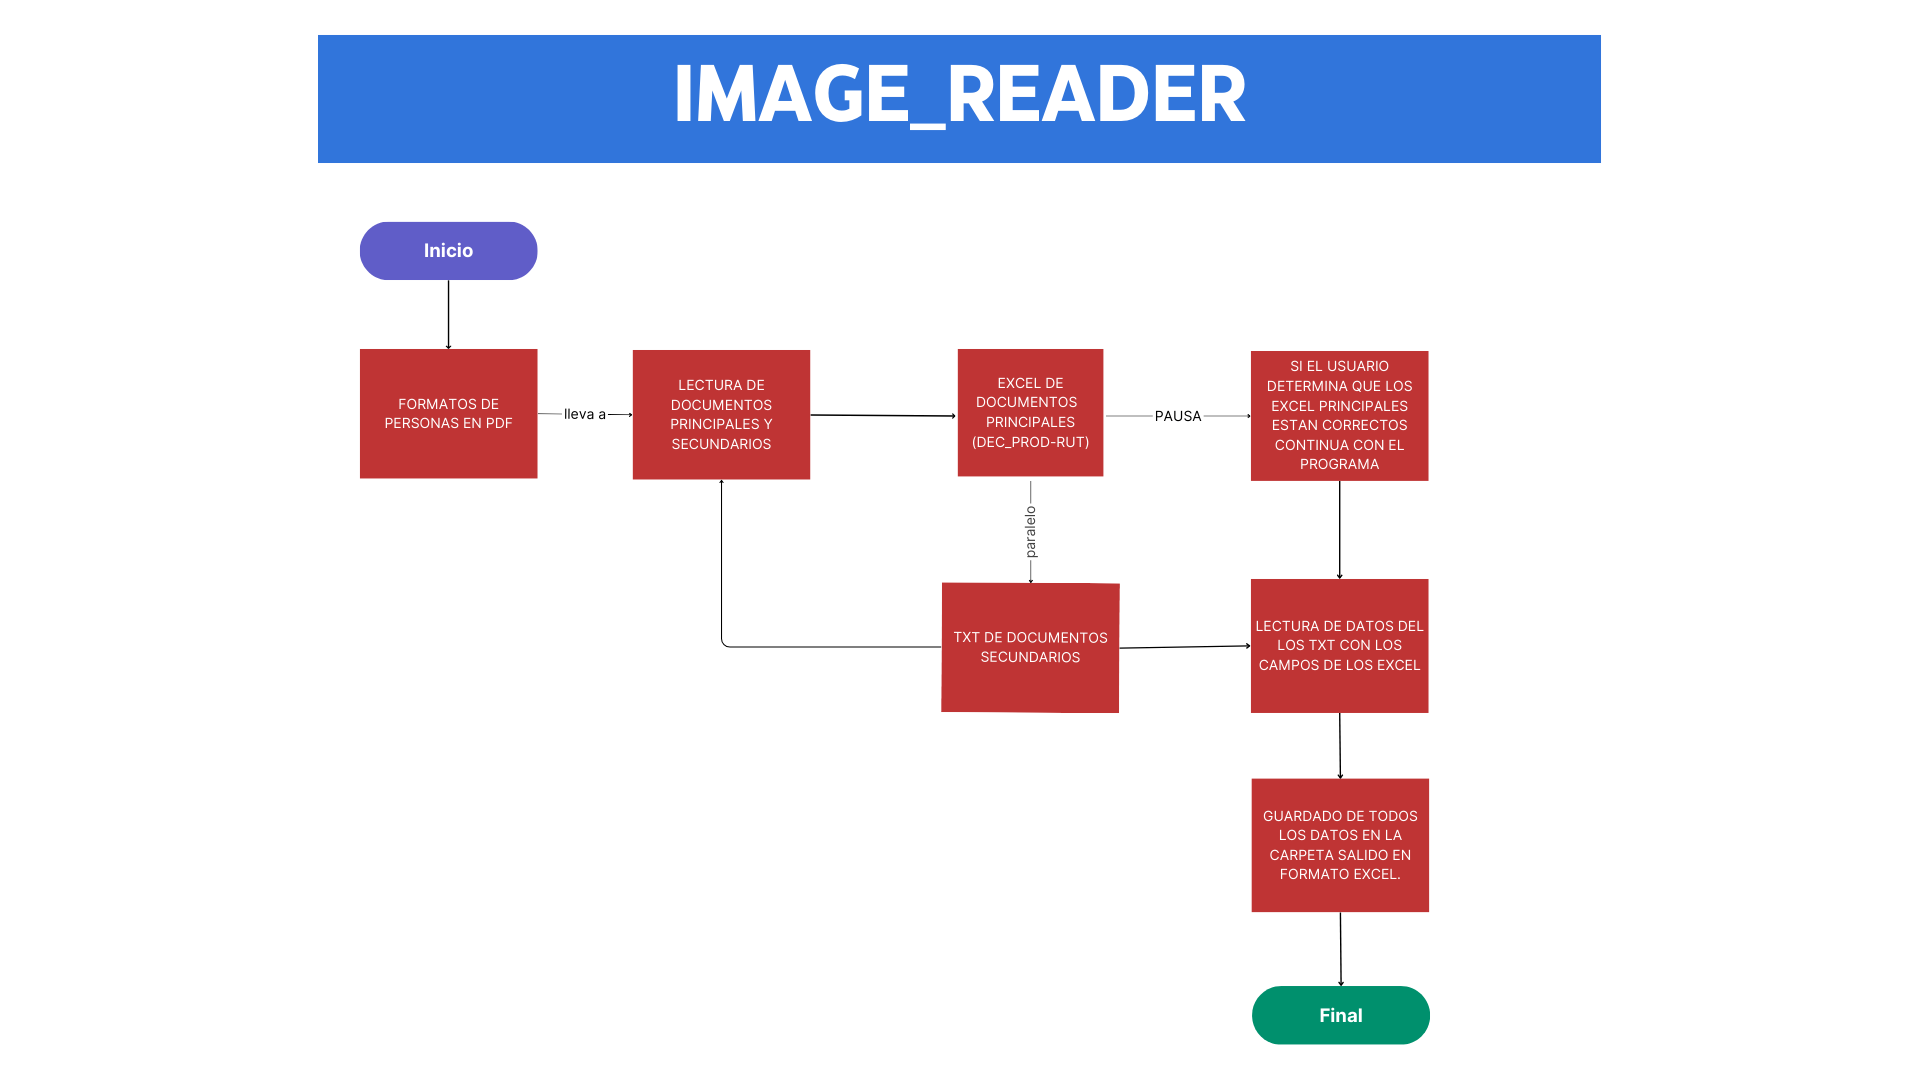 IMAGE_READER
Inicio
FORMATOS DE
PERSONAS EN PDF
lleva a
LECTURA DE
DOCUMENTOS
PRINCIPALES Y
SECUNDARIOS
EXCEL DE
DOCUMENTOS
PRINCIPALES
(DEC_PROD-RUT)
PAUSA
SI EL USUARIO
DETERMINA QUE LOS
EXCEL PRINCIPALES
ESTAN CORRECTOS
CONTINUA CON EL
PROGRAMA
paralelo
TXT DE DOCUMENTOS
SECUNDARIOS
LECTURA DE DATOS DEL
LOS TXT CON LOS
CAMPOS DE LOS EXCEL
GUARDADO DE TODOS
LOS DATOS EN LA
CARPETA SALIDO EN
FORMATO EXCEL.
Final